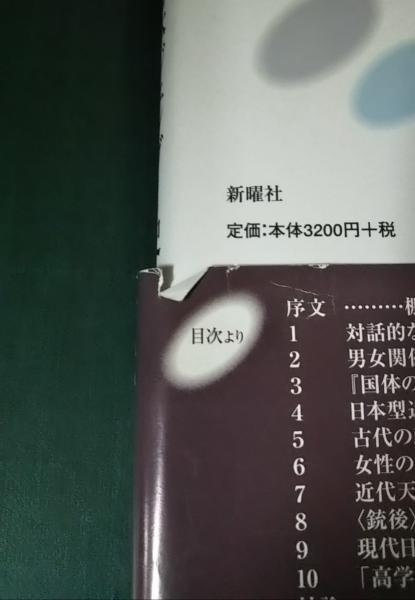 新曜社
定価：本体3200円＋税
目次より
序文 ………
1 対話的な
2 男女関係
3 『国体の
4 日本型
5 古代の
6 女性の
7 近代天
8 〈銃後〉
9 現代日
10 「高学